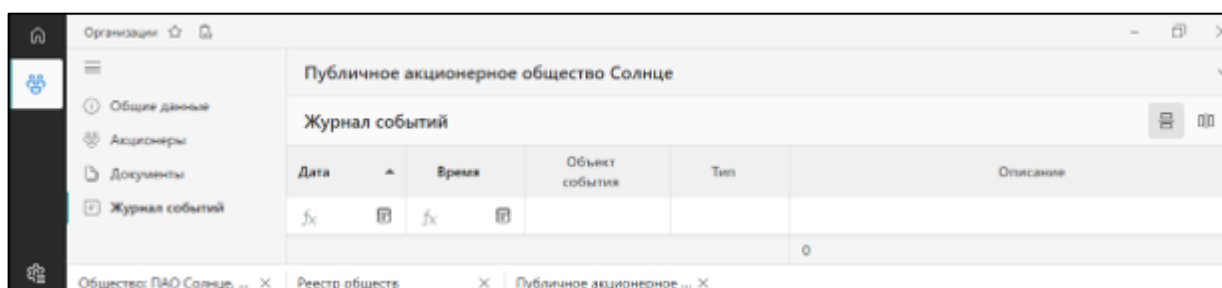 Организации
Публичное акционерное общество Солнце
Общие данные
Акционеры
Документы
Журнал событий
Журнал событий
Дата
Время
Объект
события
Тип
Описание
fx
fx
0
Общество: ПАО Солнце, ...
Реестр обществ
Публичное акционерное ...